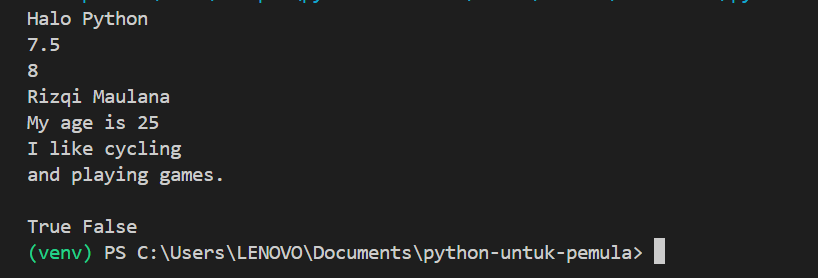 Halo Python
7.5
8
Rizqi Maulana
My age is 25
I like cycling
and playing games.
True False
(venv) PS C:\Users\LENOVO\Documents\python-untuk-pemula>